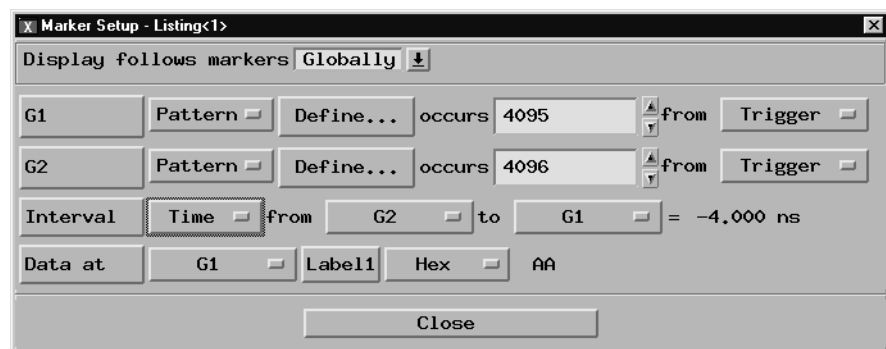 Marker Setup - Listing<1>
Display follows markers Globally
G1 Pattern Define... occurs 4095 from Trigger
G2 Pattern Define... occurs 4096 from Trigger
Interval Time from G2 to G1 = -4.000 ns
Data at G1 Label1 Hex AA
Close